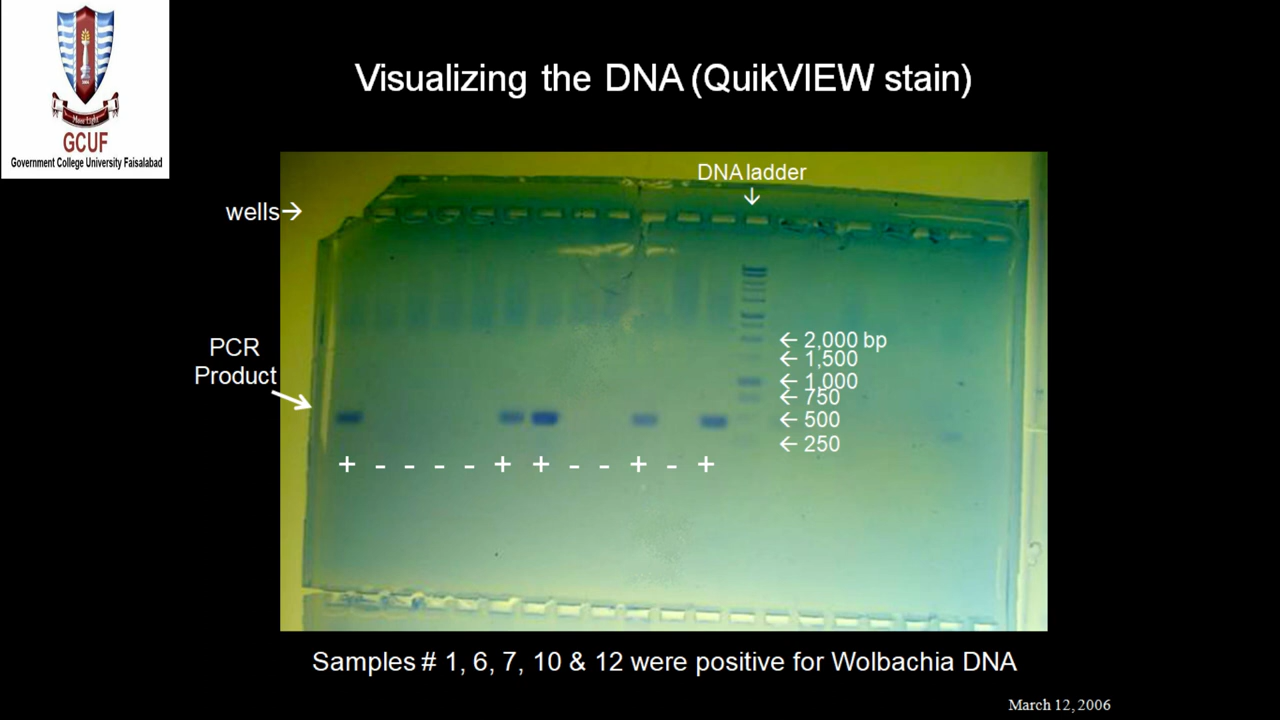 Visualizing the DNA (QuikVIEW stain)
More Light
GCUF
Government College University Faisalabad
DNA ladder
↓
wells→
PCR
Product
← 2,000 bp
← 1,500
← 1,000
← 750
← 500
← 250
+ - - - - + + - - + - +
Samples # 1, 6, 7, 10 & 12 were positive for Wolbachia DNA
March 12, 2006